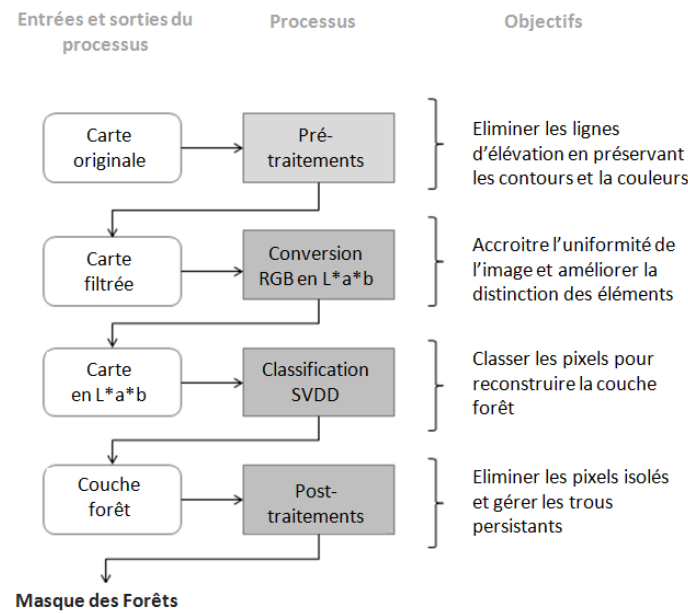 Entrées et sorties du
processus
Processus
Objectifs
Carte
originale
Pré-
traitements
Eliminer les lignes
d'élévation en préservant
les contours et la couleurs
Carte
filtrée
Conversion
RGB en L*a*b
Accroitre l'uniformité de
l'image et améliorer la
distinction des éléments
Carte
en L*a*b
Classification
SVDD
Classer les pixels pour
reconstruire la couche
forêt
Couche
forêt
Post-
traitements
Eliminer les pixels isolés
et gérer les trous
persistants
Masque des Forêts